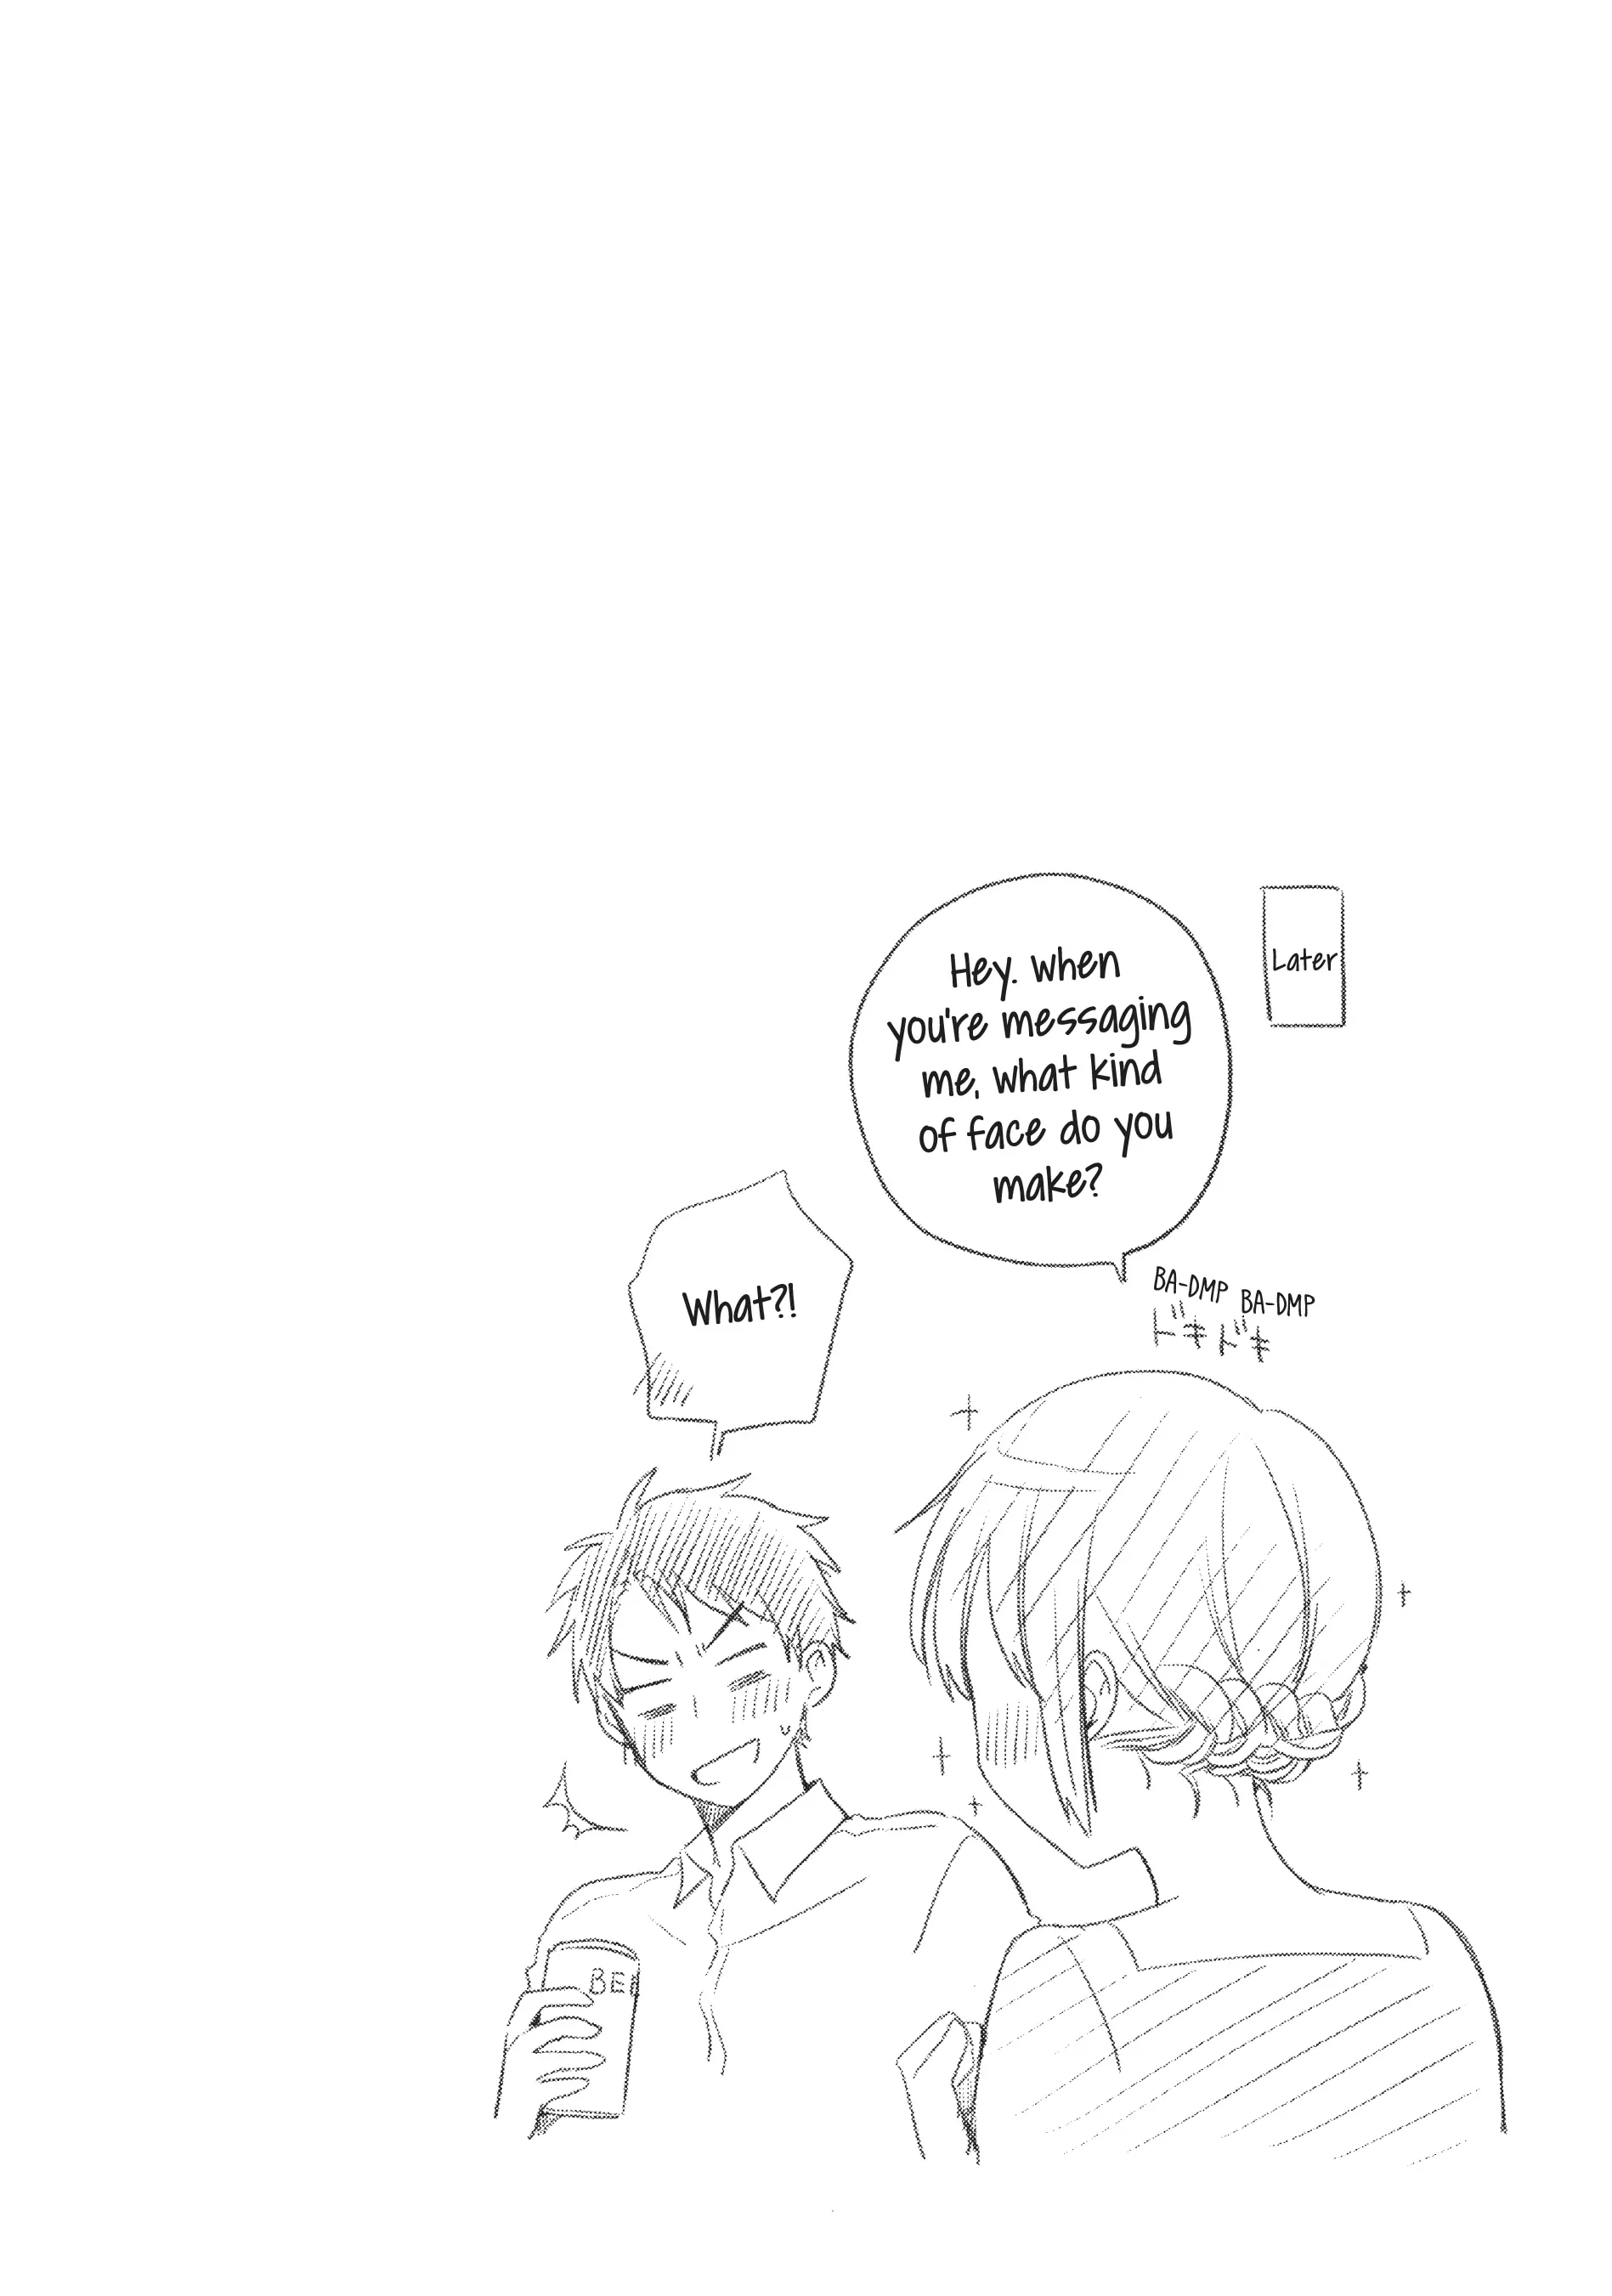 Later
Hey. when
you're messaging
me, what kind
of face do you
make?
BA-DMP BA-DMP
ドキドキ
What?!
BEE